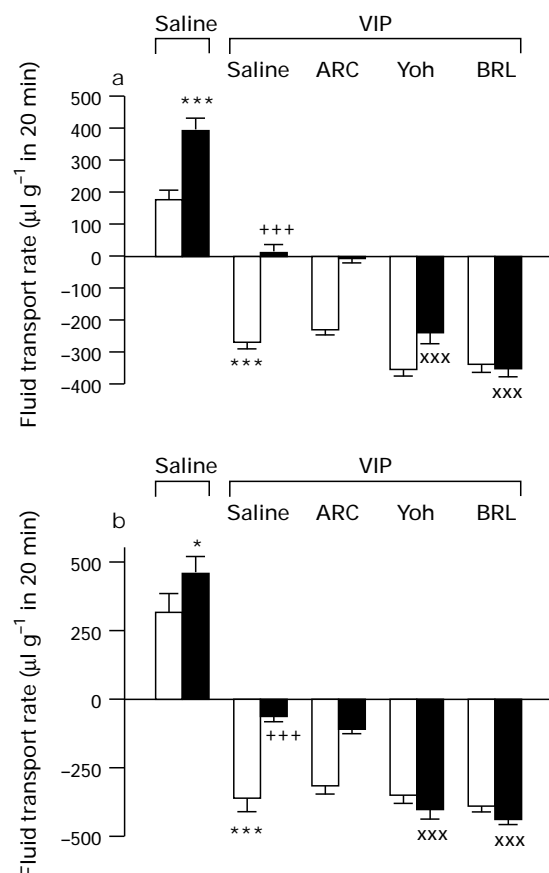 Saline VIP
Saline ARC Yoh BRL
a
Fluid transport rate (µl g⁻¹ in 20 min)
500
400
300
200
100
0
−100
−200
−300
−400
***
+++
***
xxx
xxx
Saline VIP
Saline ARC Yoh BRL
b
Fluid transport rate (µl g⁻¹ in 20 min)
500
250
0
−250
−500
*
+++
***
xxx
xxx